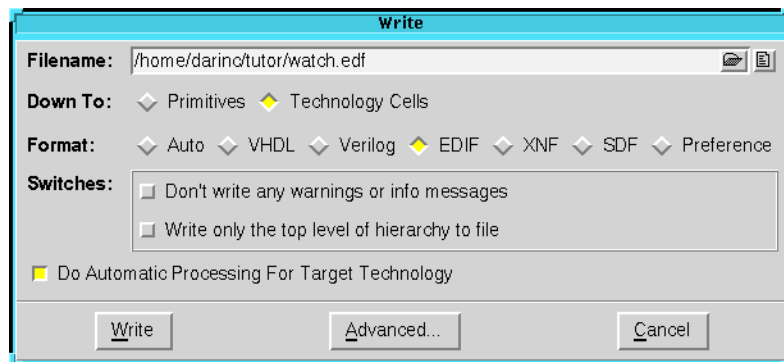 Write
Filename: /home/darinc/tutor/watch.edf
Down To: Primitives Technology Cells
Format: Auto VHDL Verilog EDIF XNF SDF Preference
Switches: Don't write any warnings or info messages
Write only the top level of hierarchy to file
Do Automatic Processing For Target Technology
Write Advanced... Cancel